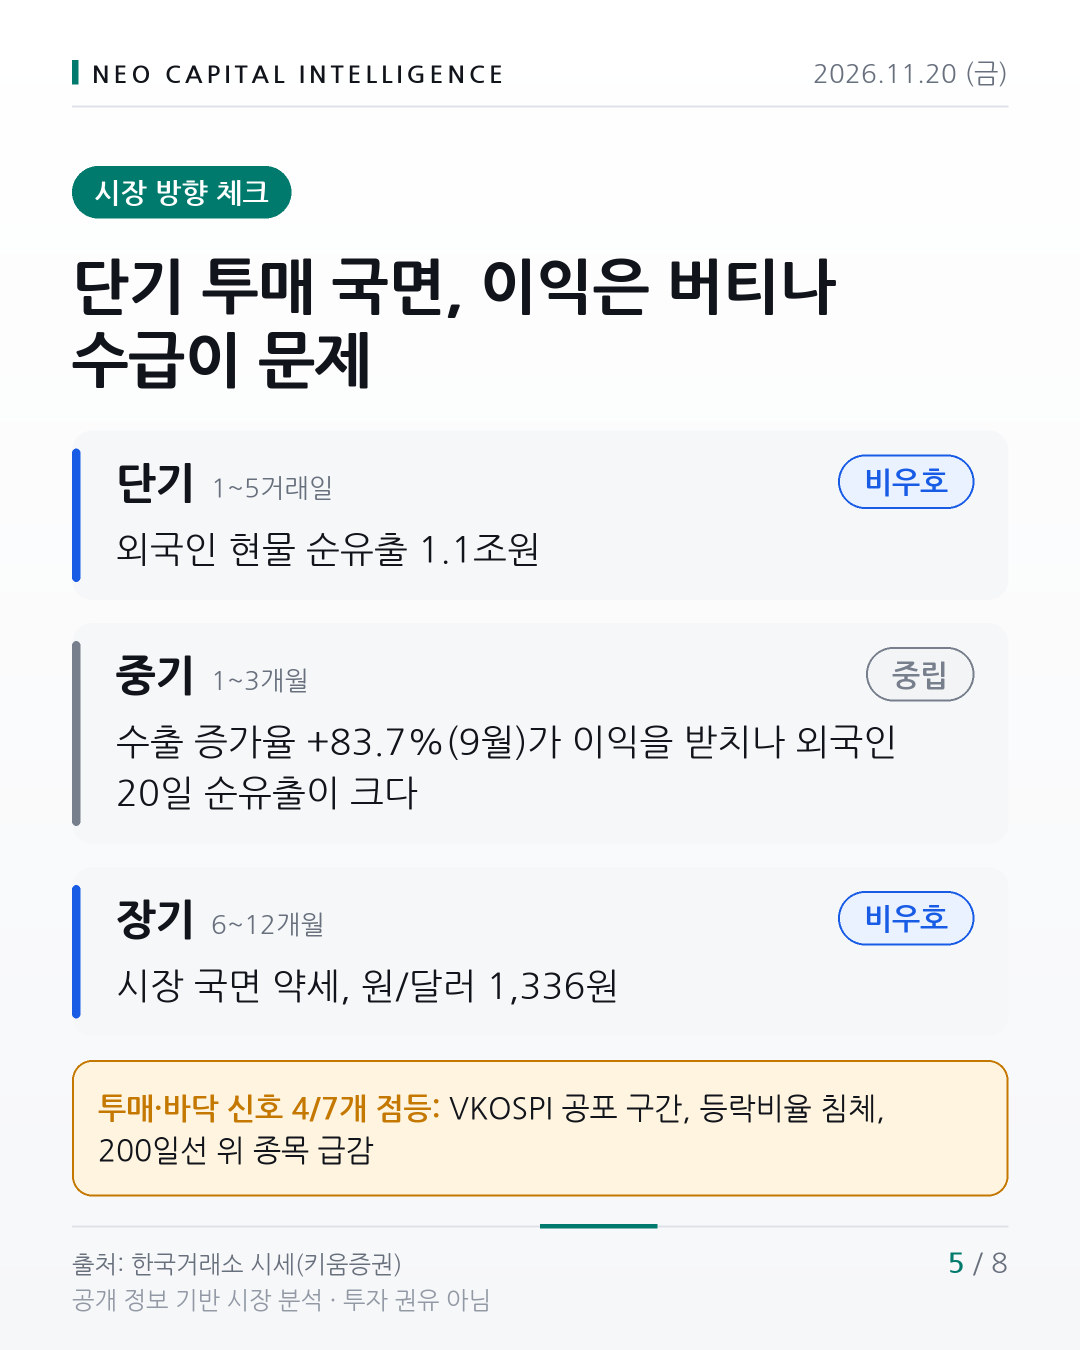 NEO CAPITAL INTELLIGENCE
2026.11.20 (금)
시장 방향 체크
단기 투매 국면, 이익은 버티나
수급이 문제
단기 1~5거래일
비우호
외국인 현물 순유출 1.1조원
중기 1~3개월
중립
수출 증가율 +83.7%(9월)가 이익을 받치나 외국인
20일 순유출이 크다
장기 6~12개월
비우호
시장 국면 약세, 원/달러 1,336원
투매·바닥 신호 4/7개 점등: VKOSPI 공포 구간, 등락비율 침체,
200일선 위 종목 급감
출처: 한국거래소 시세(키움증권)
5 / 8
공개 정보 기반 시장 분석 · 투자 권유 아님